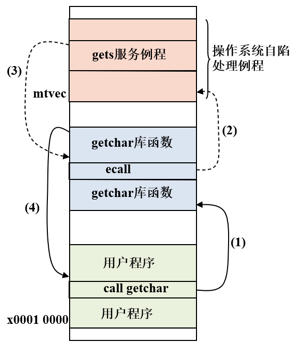 操作系统自陷
处理例程
gets服务例程
(3)
mtvec
(2)
getchar库函数
ecall
getchar库函数
(4)
(1)
用户程序
call getchar
用户程序
x0001 0000